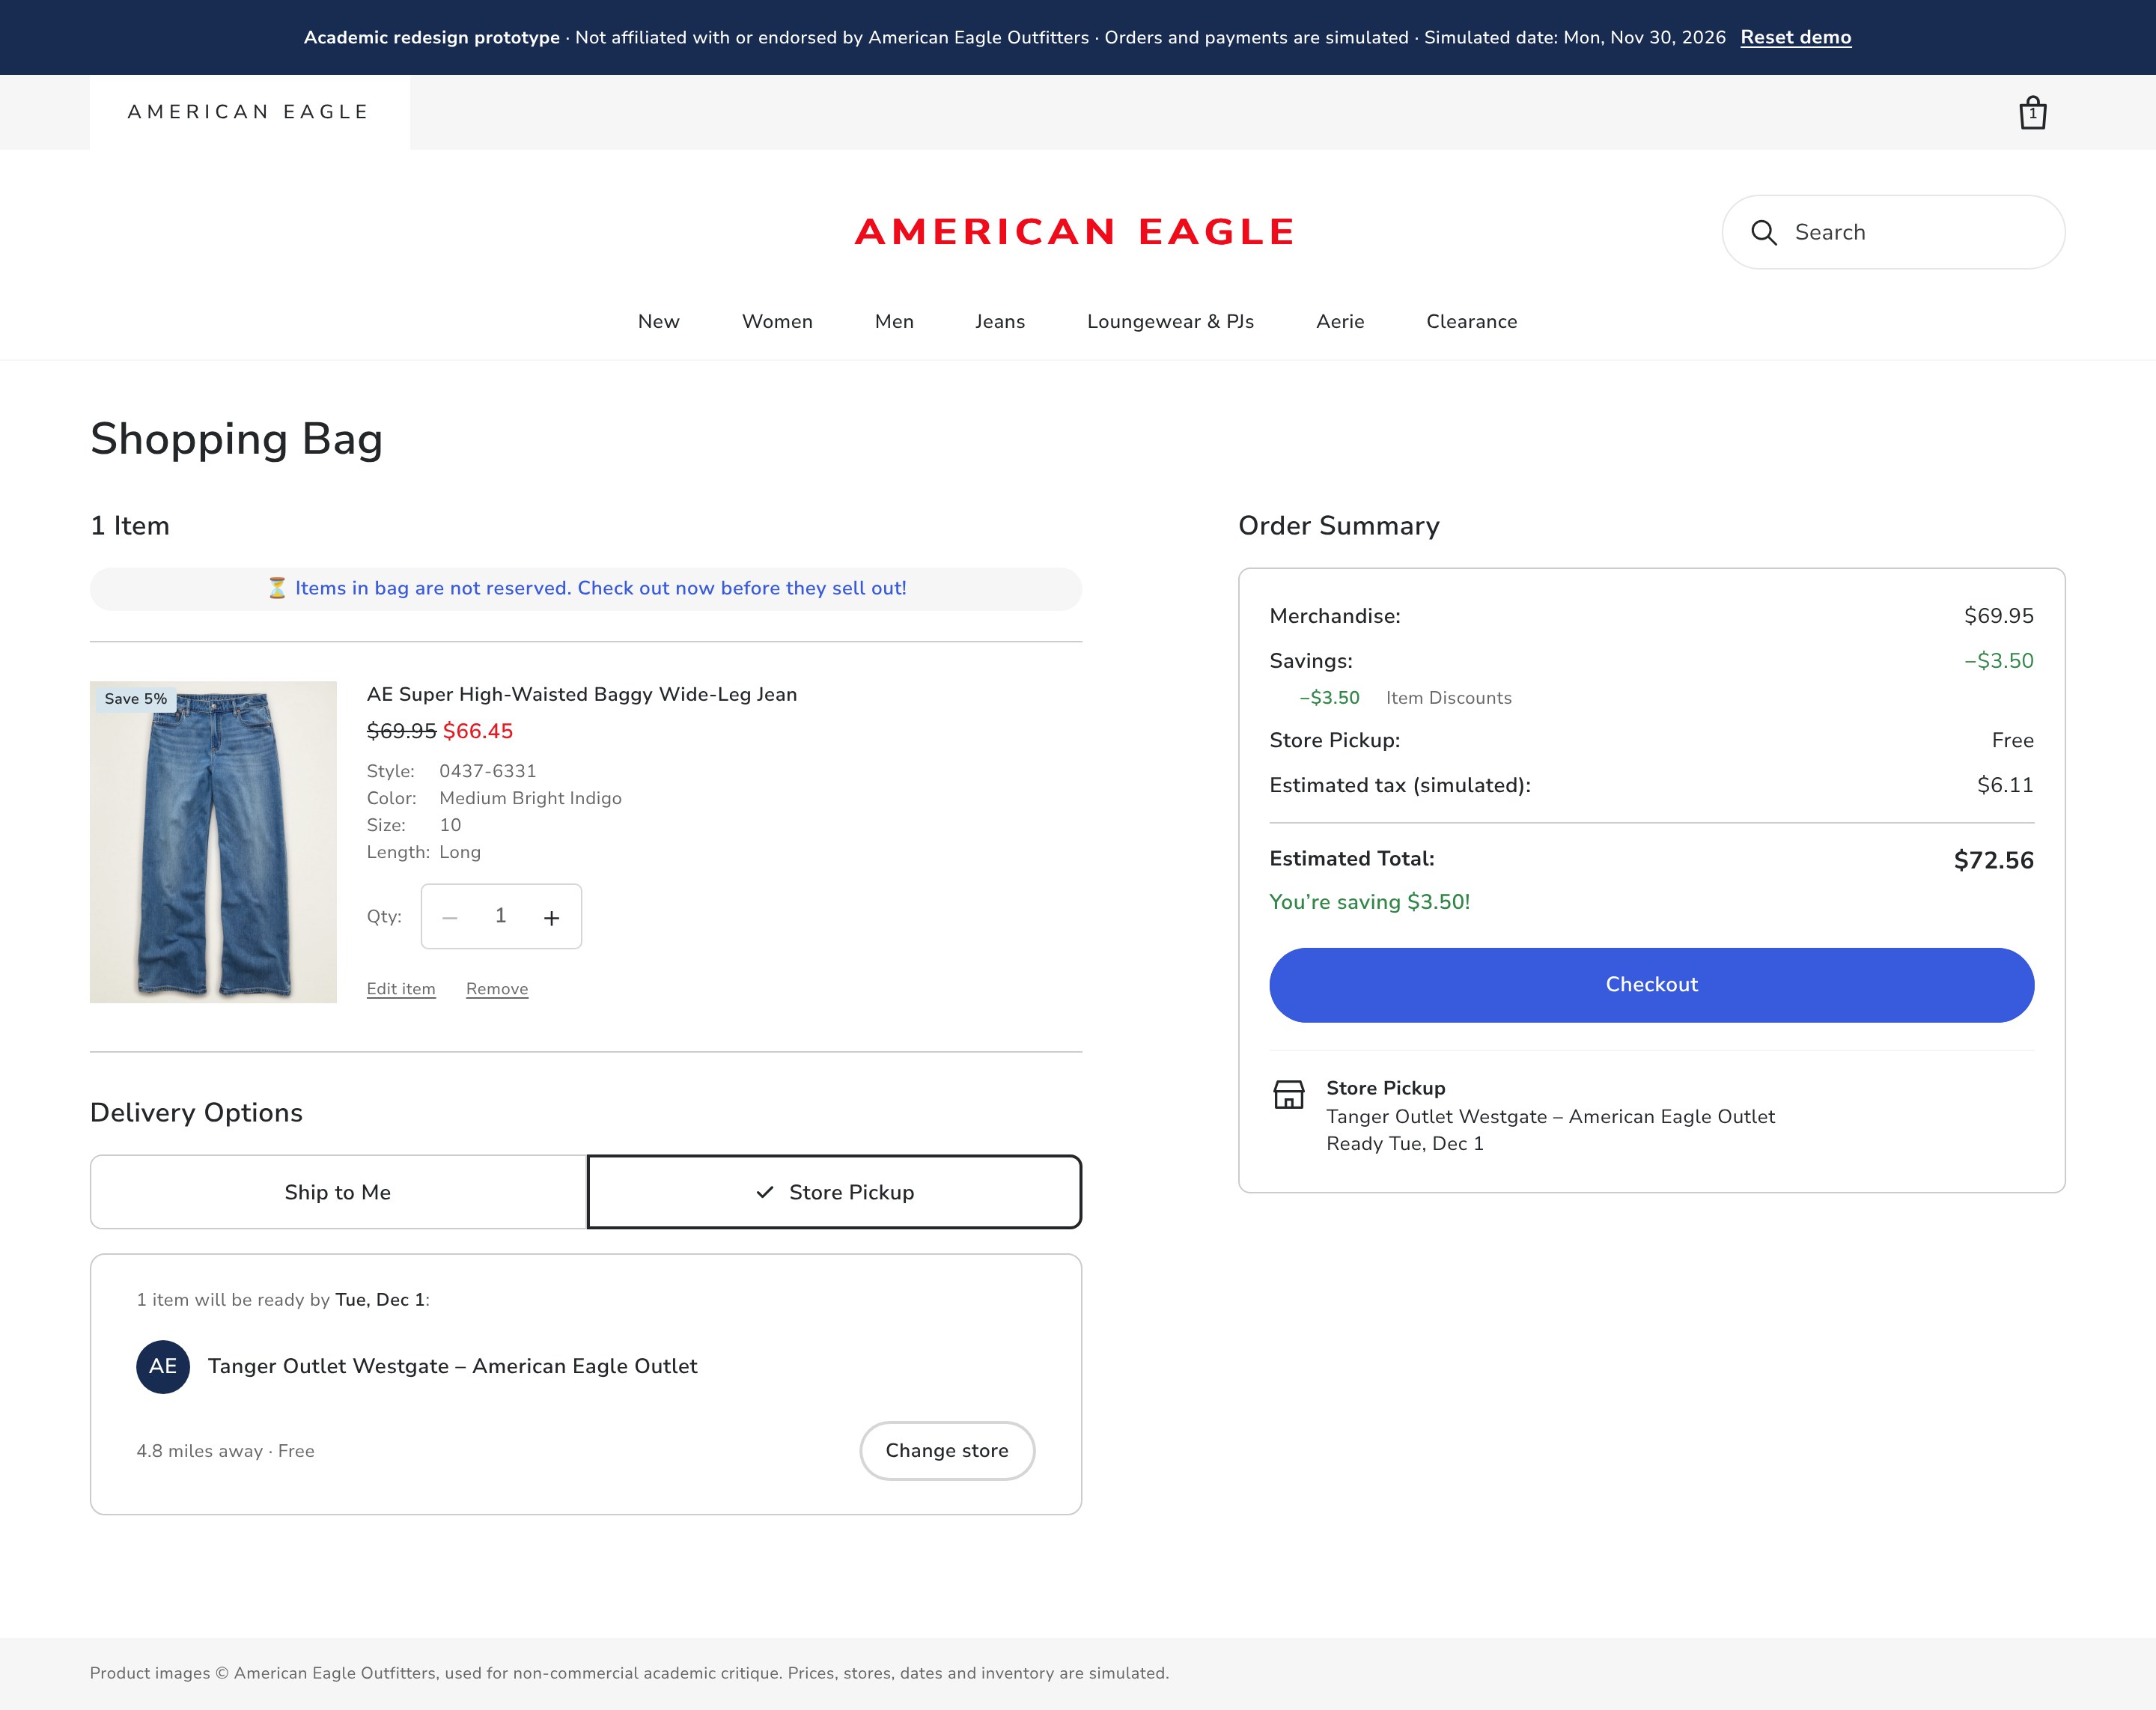 Academic redesign prototype · Not affiliated with or endorsed by American Eagle Outfitters · Orders and payments are simulated · Simulated date: Mon, Nov 30, 2026 Reset demo
AMERICAN EAGLE
1
AMERICAN EAGLE
Search
New Women Men Jeans Loungewear & PJs Aerie Clearance
Shopping Bag
1 Item
⏳ Items in bag are not reserved. Check out now before they sell out!
Save 5%
AE Super High-Waisted Baggy Wide-Leg Jean
$69.95 $66.45
Style: 0437-6331
Color: Medium Bright Indigo
Size: 10
Length: Long
Qty: − 1 +
Edit item Remove
Delivery Options
Ship to Me ✓ Store Pickup
1 item will be ready by Tue, Dec 1:
AE Tanger Outlet Westgate – American Eagle Outlet
4.8 miles away · Free
Change store
Order Summary
Merchandise: $69.95
Savings: −$3.50
−$3.50 Item Discounts
Store Pickup: Free
Estimated tax (simulated): $6.11
Estimated Total: $72.56
You’re saving $3.50!
Checkout
Store Pickup
Tanger Outlet Westgate – American Eagle Outlet
Ready Tue, Dec 1
Product images © American Eagle Outfitters, used for non-commercial academic critique. Prices, stores, dates and inventory are simulated.